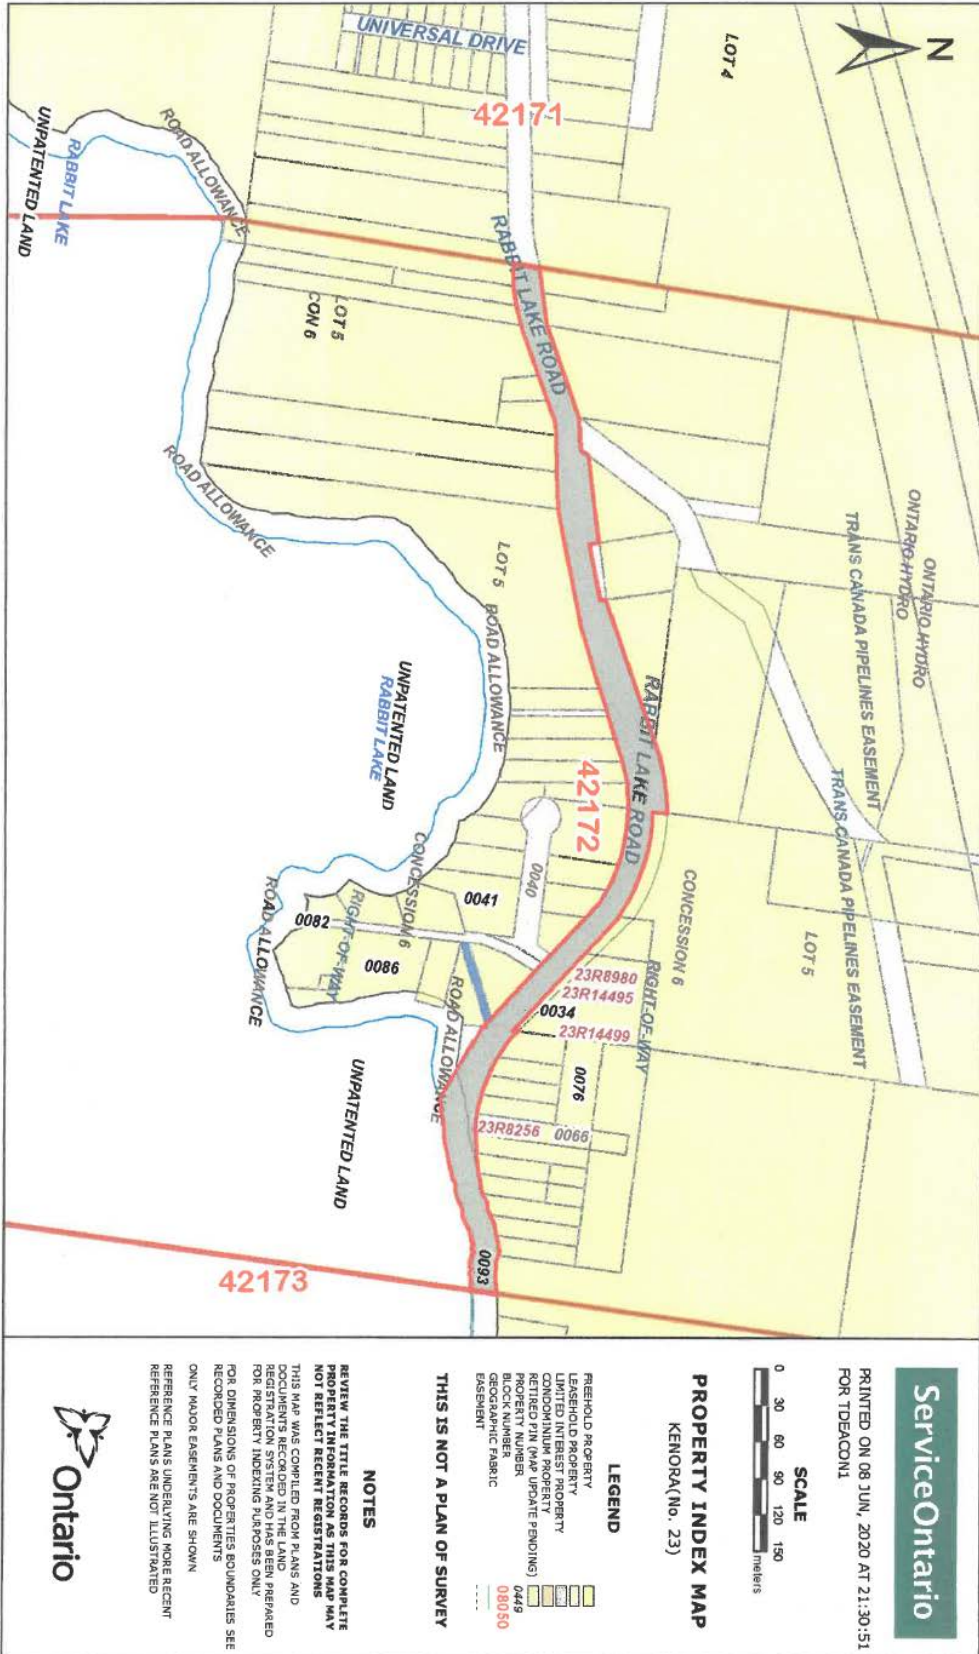 ServiceOntario
PRINTED ON 08 JUN, 2020 AT 21:30:51
FOR TDEACON1
SCALE
0 30 60 90 120 150
meters
PROPERTY INDEX MAP
KENORA(No. 23)
LEGEND
FREEHOLD PROPERTY
LEASEHOLD PROPERTY
LIMITED INTEREST PROPERTY
CONDOMINIUM PROPERTY
RETIRED PIN (MAP UPDATE PENDING)
PROPERTY NUMBER 0449
BLOCK NUMBER 08050
GEOGRAPHIC FABRIC
EASEMENT
THIS IS NOT A PLAN OF SURVEY
NOTES
REVIEW THE TITLE RECORDS FOR COMPLETE
PROPERTY INFORMATION AS THIS MAP MAY
NOT REFLECT RECENT REGISTRATIONS
THIS MAP WAS COMPILED FROM PLANS AND
DOCUMENTS RECORDED IN THE LAND
REGISTRATION SYSTEM AND HAS BEEN PREPARED
FOR PROPERTY INDEXING PURPOSES ONLY
FOR DIMENSIONS OF PROPERTIES BOUNDARIES SEE
RECORDED PLANS AND DOCUMENTS
ONLY MAJOR EASEMENTS ARE SHOWN
REFERENCE PLANS UNDERLYING MORE RECENT
REFERENCE PLANS ARE NOT ILLUSTRATED
Ontario
N
LOT 4
UNIVERSAL DRIVE
42171
ROAD ALLOWANCE
RABBIT LAKE
UNPATENTED LAND
RABBIT LAKE ROAD
LOT 5
CON 6
ROAD ALLOWANCE
ONTARIO HYDRO
ONTARIO HYDRO
TRANS CANADA PIPELINES EASEMENT
TRANS CANADA PIPELINES EASEMENT
LOT 5
ROAD ALLOWANCE
UNPATENTED LAND
RABBIT LAKE
RABBIT LAKE ROAD
42172
CONCESSION 6
LOT 5
0040
0041
CONCESSION 6
0082
RIGHT-OF-WAY
0086
ROAD ALLOWANCE
ROAD ALLOWANCE
23R8980
23R14495
0034
23R14499
RIGHT-OF-WAY
0076
23R8256
0066
UNPATENTED LAND
0093
42173